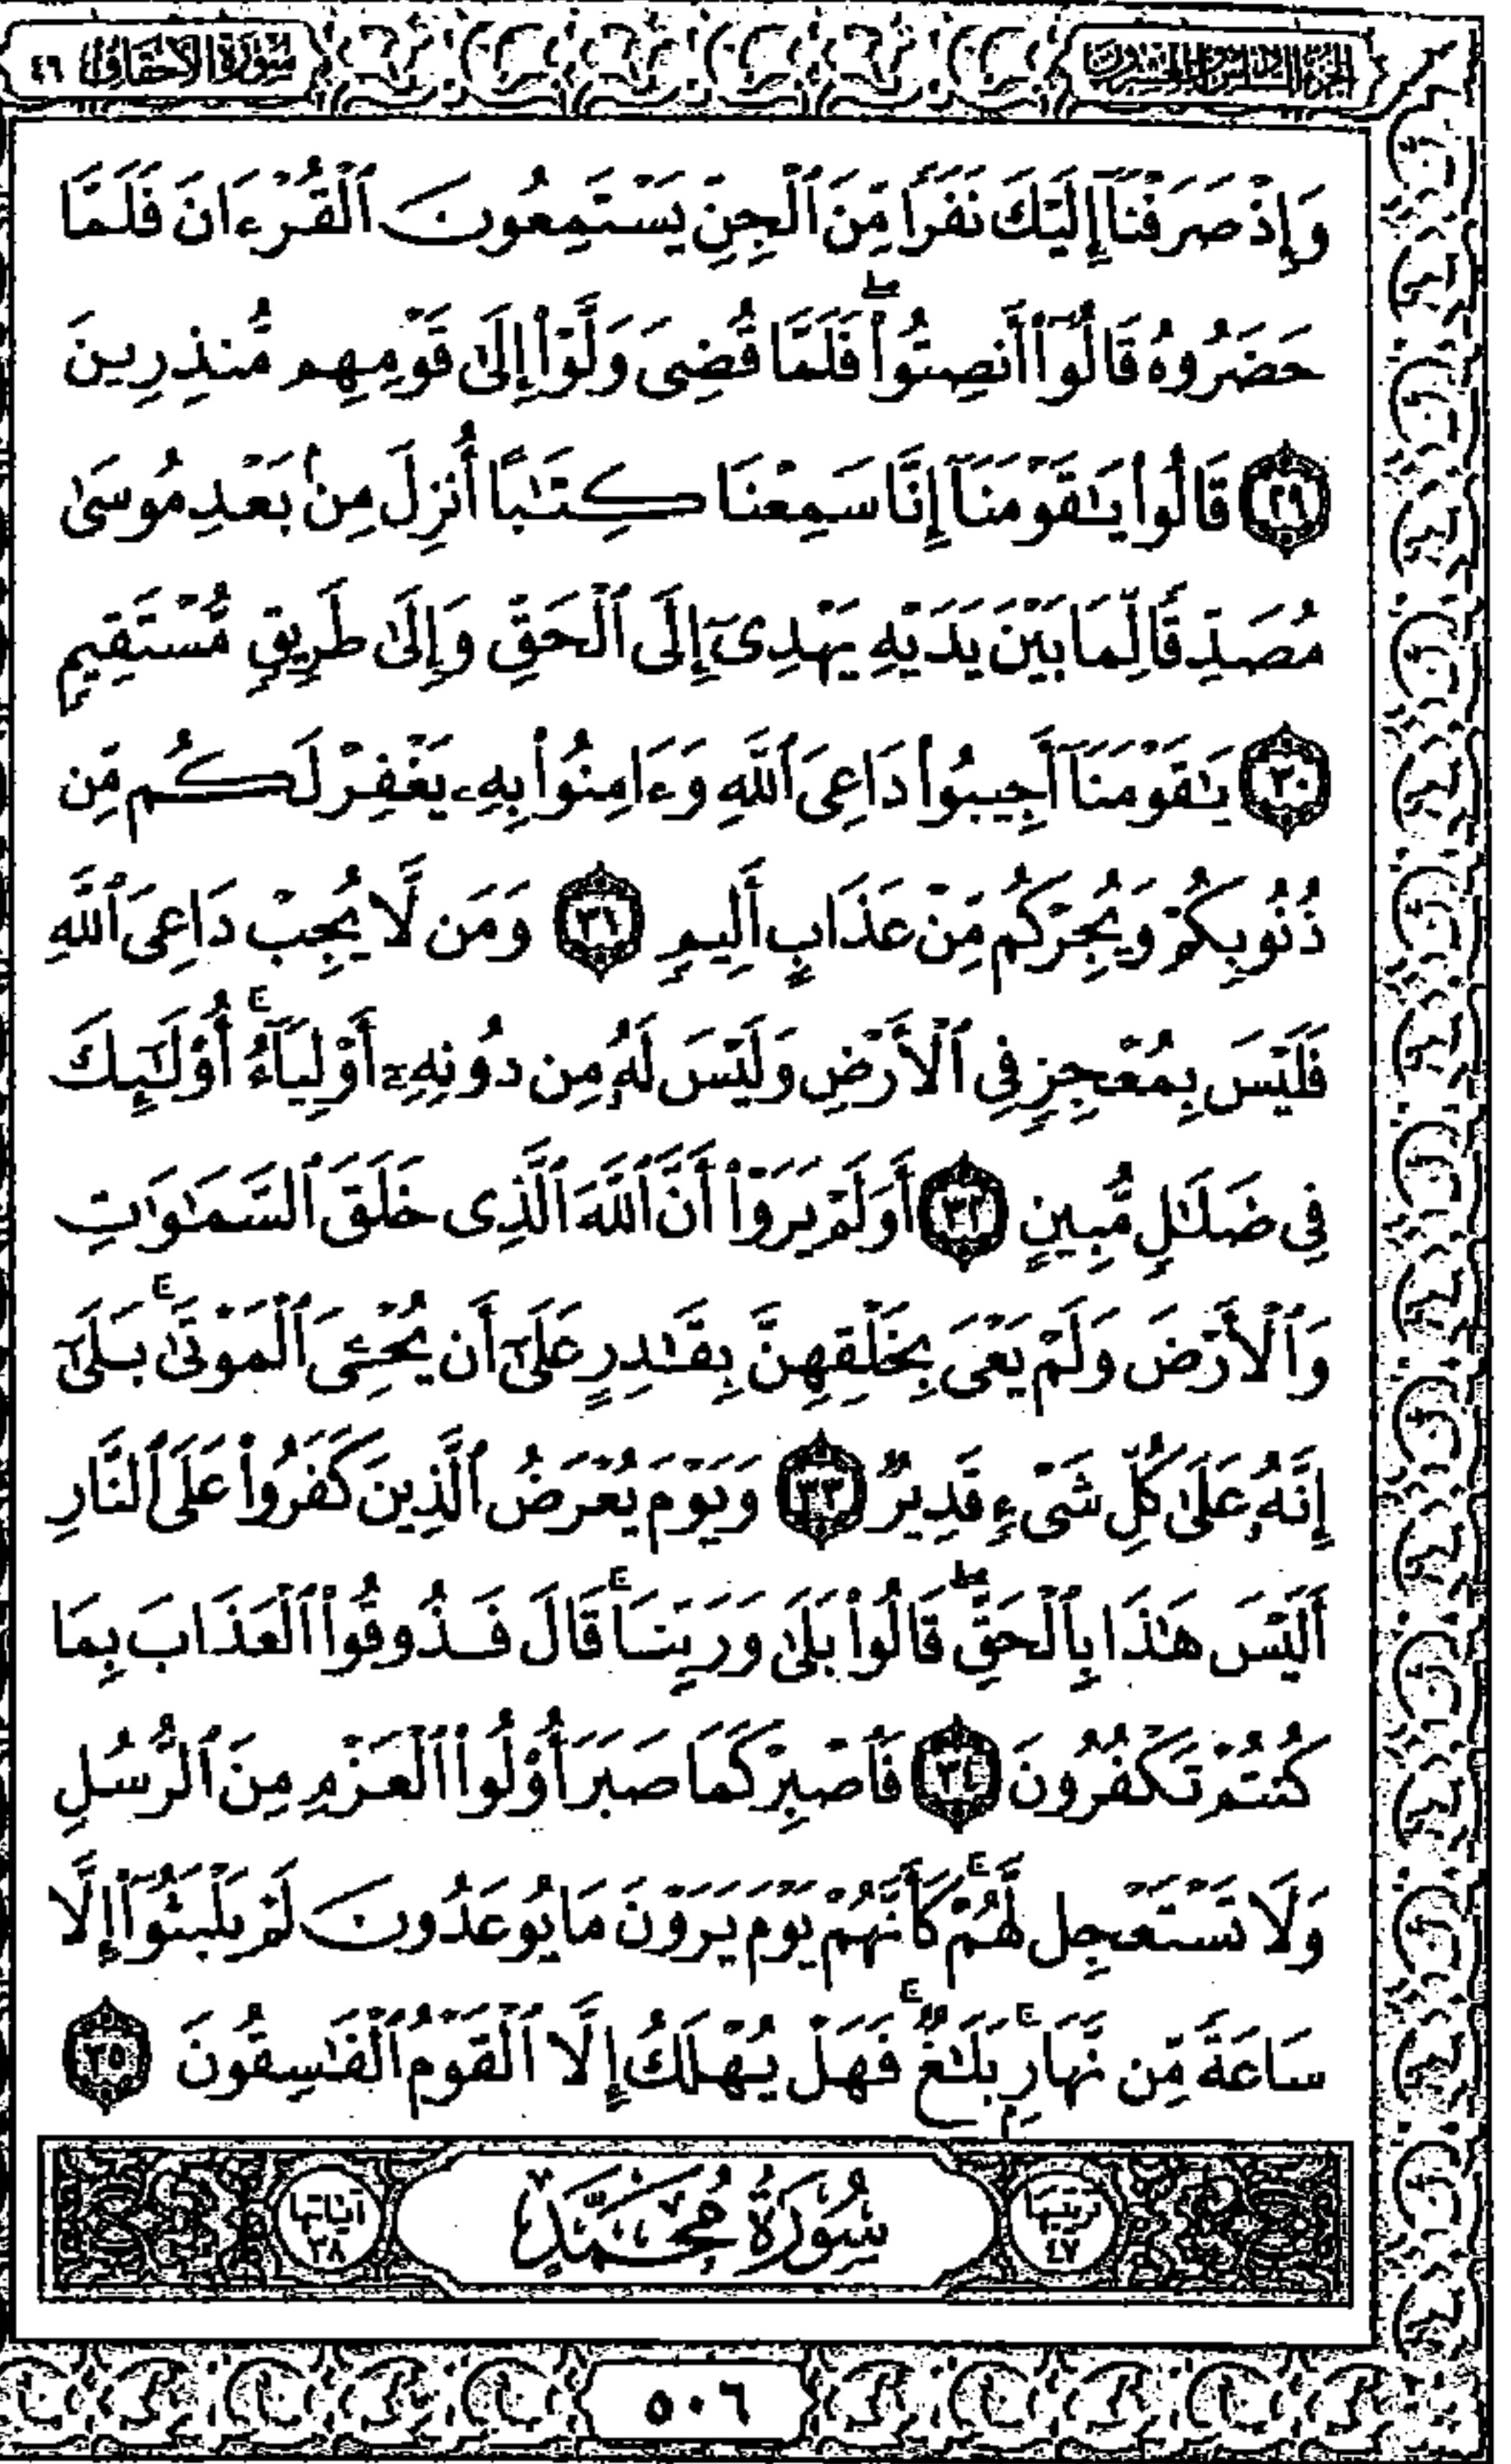 الجزء السادس والعشرون
سورة الأحقاف ٤٦
وَإِذْ صَرَفْنَآ إِلَيْكَ نَفَرًا مِّنَ ٱلْجِنِّ يَسْتَمِعُونَ ٱلْقُرْءَانَ فَلَمَّا
حَضَرُوهُ قَالُوٓا۟ أَنصِتُوا۟ ۖ فَلَمَّا قُضِىَ وَلَّوْا۟ إِلَىٰ قَوْمِهِم مُّنذِرِينَ
٢٩ قَالُوا۟ يَـٰقَوْمَنَآ إِنَّا سَمِعْنَا كِتَـٰبًا أُنزِلَ مِنۢ بَعْدِ مُوسَىٰ
مُصَدِّقًا لِّمَا بَيْنَ يَدَيْهِ يَهْدِىٓ إِلَى ٱلْحَقِّ وَإِلَىٰ طَرِيقٍ مُّسْتَقِيمٍ
٣٠ يَـٰقَوْمَنَآ أَجِيبُوا۟ دَاعِىَ ٱللَّهِ وَءَامِنُوا۟ بِهِۦ يَغْفِرْ لَكُم مِّن
ذُنُوبِكُمْ وَيُجِرْكُم مِّنْ عَذَابٍ أَلِيمٍ ٣١ وَمَن لَّا يُجِبْ دَاعِىَ ٱللَّهِ
فَلَيْسَ بِمُعْجِزٍ فِى ٱلْأَرْضِ وَلَيْسَ لَهُۥ مِن دُونِهِۦٓ أَوْلِيَآءُ ۚ أُو۟لَـٰٓئِكَ
فِى ضَلَـٰلٍ مُّبِينٍ ٣٢ أَوَلَمْ يَرَوْا۟ أَنَّ ٱللَّهَ ٱلَّذِى خَلَقَ ٱلسَّمَـٰوَٰتِ
وَٱلْأَرْضَ وَلَمْ يَعْىَ بِخَلْقِهِنَّ بِقَـٰدِرٍ عَلَىٰٓ أَن يُحْـِۧىَ ٱلْمَوْتَىٰ ۚ بَلَىٰٓ
إِنَّهُۥ عَلَىٰ كُلِّ شَىْءٍ قَدِيرٌ ٣٣ وَيَوْمَ يُعْرَضُ ٱلَّذِينَ كَفَرُوا۟ عَلَى ٱلنَّارِ
أَلَيْسَ هَـٰذَا بِٱلْحَقِّ ۖ قَالُوا۟ بَلَىٰ وَرَبِّنَا ۚ قَالَ فَذُوقُوا۟ ٱلْعَذَابَ بِمَا
كُنتُمْ تَكْفُرُونَ ٣٤ فَٱصْبِرْ كَمَا صَبَرَ أُو۟لُوا۟ ٱلْعَزْمِ مِنَ ٱلرُّسُلِ
وَلَا تَسْتَعْجِل لَّهُمْ ۚ كَأَنَّهُمْ يَوْمَ يَرَوْنَ مَا يُوعَدُونَ لَمْ يَلْبَثُوٓا۟ إِلَّا
سَاعَةً مِّن نَّهَارٍۭ ۚ بَلَـٰغٌ ۚ فَهَلْ يُهْلَكُ إِلَّا ٱلْقَوْمُ ٱلْفَـٰسِقُونَ ٣٥
ترتيبها ٤٧
سُورَةُ مُحَمَّدٍ
آياتها ٣٨
٥٠٦